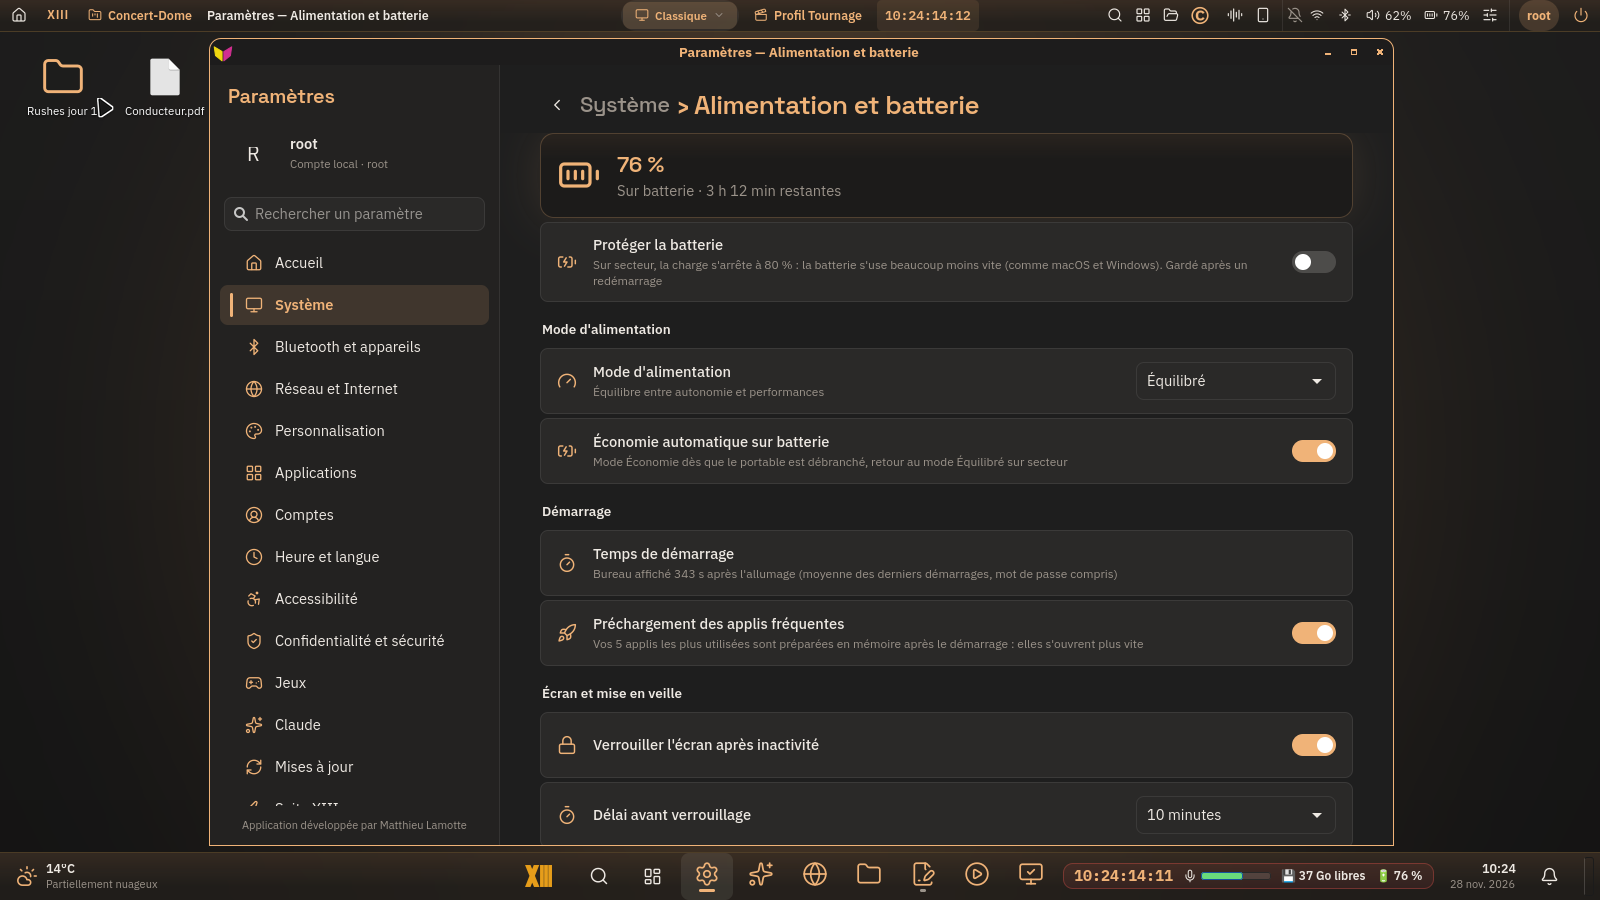 XIII
Concert-Dome
Paramètres — Alimentation et batterie
Classique
Profil Tournage
10:24:14:12
62%
76%
root
Rushes jour 1
Conducteur.pdf
Paramètres — Alimentation et batterie
Paramètres
R
root
Compte local · root
Rechercher un paramètre
Accueil
Système
Bluetooth et appareils
Réseau et Internet
Personnalisation
Applications
Comptes
Heure et langue
Accessibilité
Confidentialité et sécurité
Jeux
Claude
Mises à jour
Suite XIII
Application développée par Matthieu Lamotte
Système > Alimentation et batterie
76 %
Sur batterie · 3 h 12 min restantes
Protéger la batterie
Sur secteur, la charge s'arrête à 80 % : la batterie s'use beaucoup moins vite (comme macOS et Windows). Gardé après un
redémarrage
Mode d'alimentation
Mode d'alimentation
Équilibre entre autonomie et performances
Équilibré
Économie automatique sur batterie
Mode Économie dès que le portable est débranché, retour au mode Équilibré sur secteur
Démarrage
Temps de démarrage
Bureau affiché 343 s après l'allumage (moyenne des derniers démarrages, mot de passe compris)
Préchargement des applis fréquentes
Vos 5 applis les plus utilisées sont préparées en mémoire après le démarrage : elles s'ouvrent plus vite
Écran et mise en veille
Verrouiller l'écran après inactivité
Délai avant verrouillage
10 minutes
14°C
Partiellement nuageux
XIII
10:24:14:11
37 Go libres
76 %
10:24
28 nov. 2026